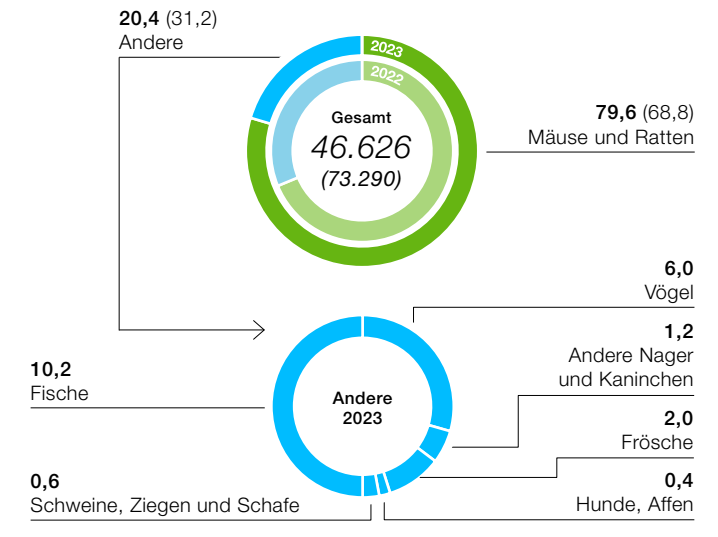 20,4 (31,2)
Andere
2023
2022
Gesamt
46.626
(73.290)
79,6 (68,8)
Mäuse und Ratten
6,0
Vögel
1,2
Andere Nager
und Kaninchen
10,2
Fische
Andere
2023
2,0
Frösche
0,6
Schweine, Ziegen und Schafe
0,4
Hunde, Affen